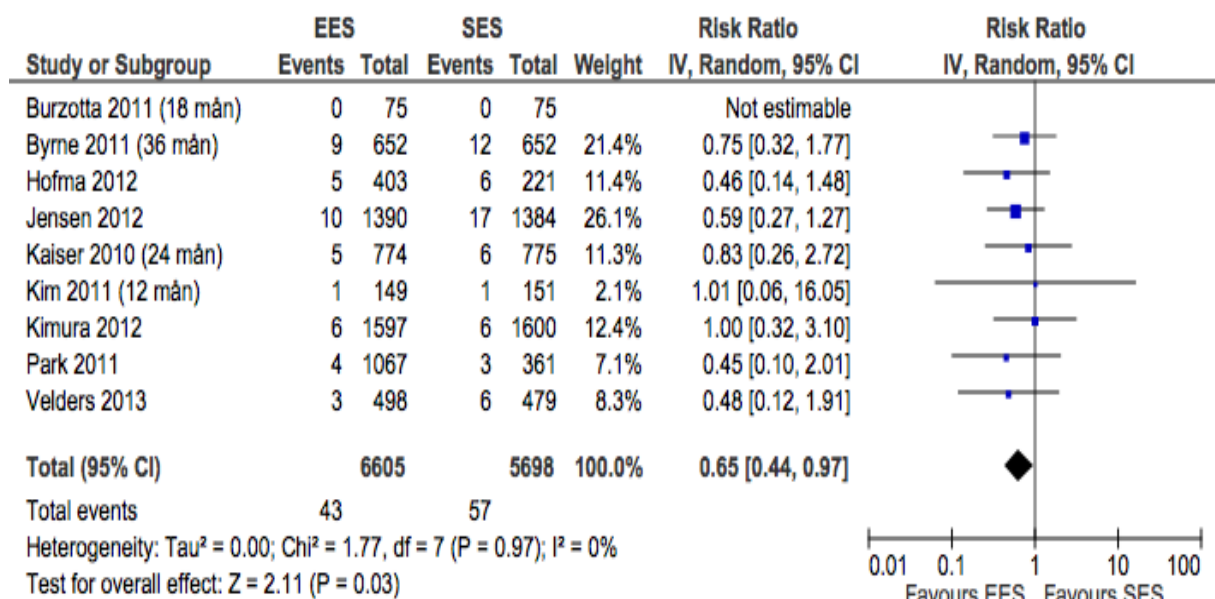 EES SES Risk Ratio Risk Ratio
Study or Subgroup Events Total Events Total Weight IV, Random, 95% CI IV, Random, 95% CI
Burzotta 2011 (18 mån) 0 75 0 75 Not estimable
Byrne 2011 (36 mån) 9 652 12 652 21.4% 0.75 [0.32, 1.77]
Hofma 2012 5 403 6 221 11.4% 0.46 [0.14, 1.48]
Jensen 2012 10 1390 17 1384 26.1% 0.59 [0.27, 1.27]
Kaiser 2010 (24 mån) 5 774 6 775 11.3% 0.83 [0.26, 2.72]
Kim 2011 (12 mån) 1 149 1 151 2.1% 1.01 [0.06, 16.05]
Kimura 2012 6 1597 6 1600 12.4% 1.00 [0.32, 3.10]
Park 2011 4 1067 3 361 7.1% 0.45 [0.10, 2.01]
Velders 2013 3 498 6 479 8.3% 0.48 [0.12, 1.91]
Total (95% CI) 6605 5698 100.0% 0.65 [0.44, 0.97]
Total events 43 57
Heterogeneity: Tau² = 0.00; Chi² = 1.77, df = 7 (P = 0.97); I² = 0%
Test for overall effect: Z = 2.11 (P = 0.03)
0.01 0.1 1 10 100
Favours EES Favours SES